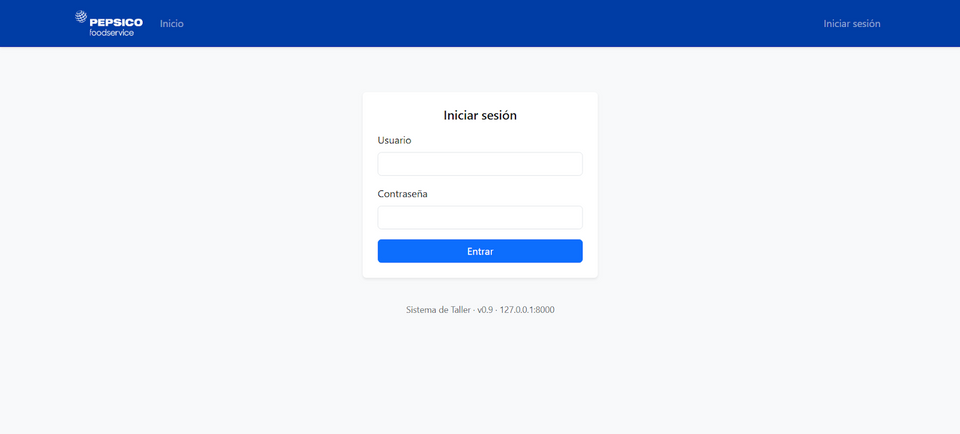 PEPSICO
foodservice
Inicio
Iniciar sesión
Iniciar sesión
Usuario
Contraseña
Entrar
Sistema de Taller · v0.9 · 127.0.0.1:8000